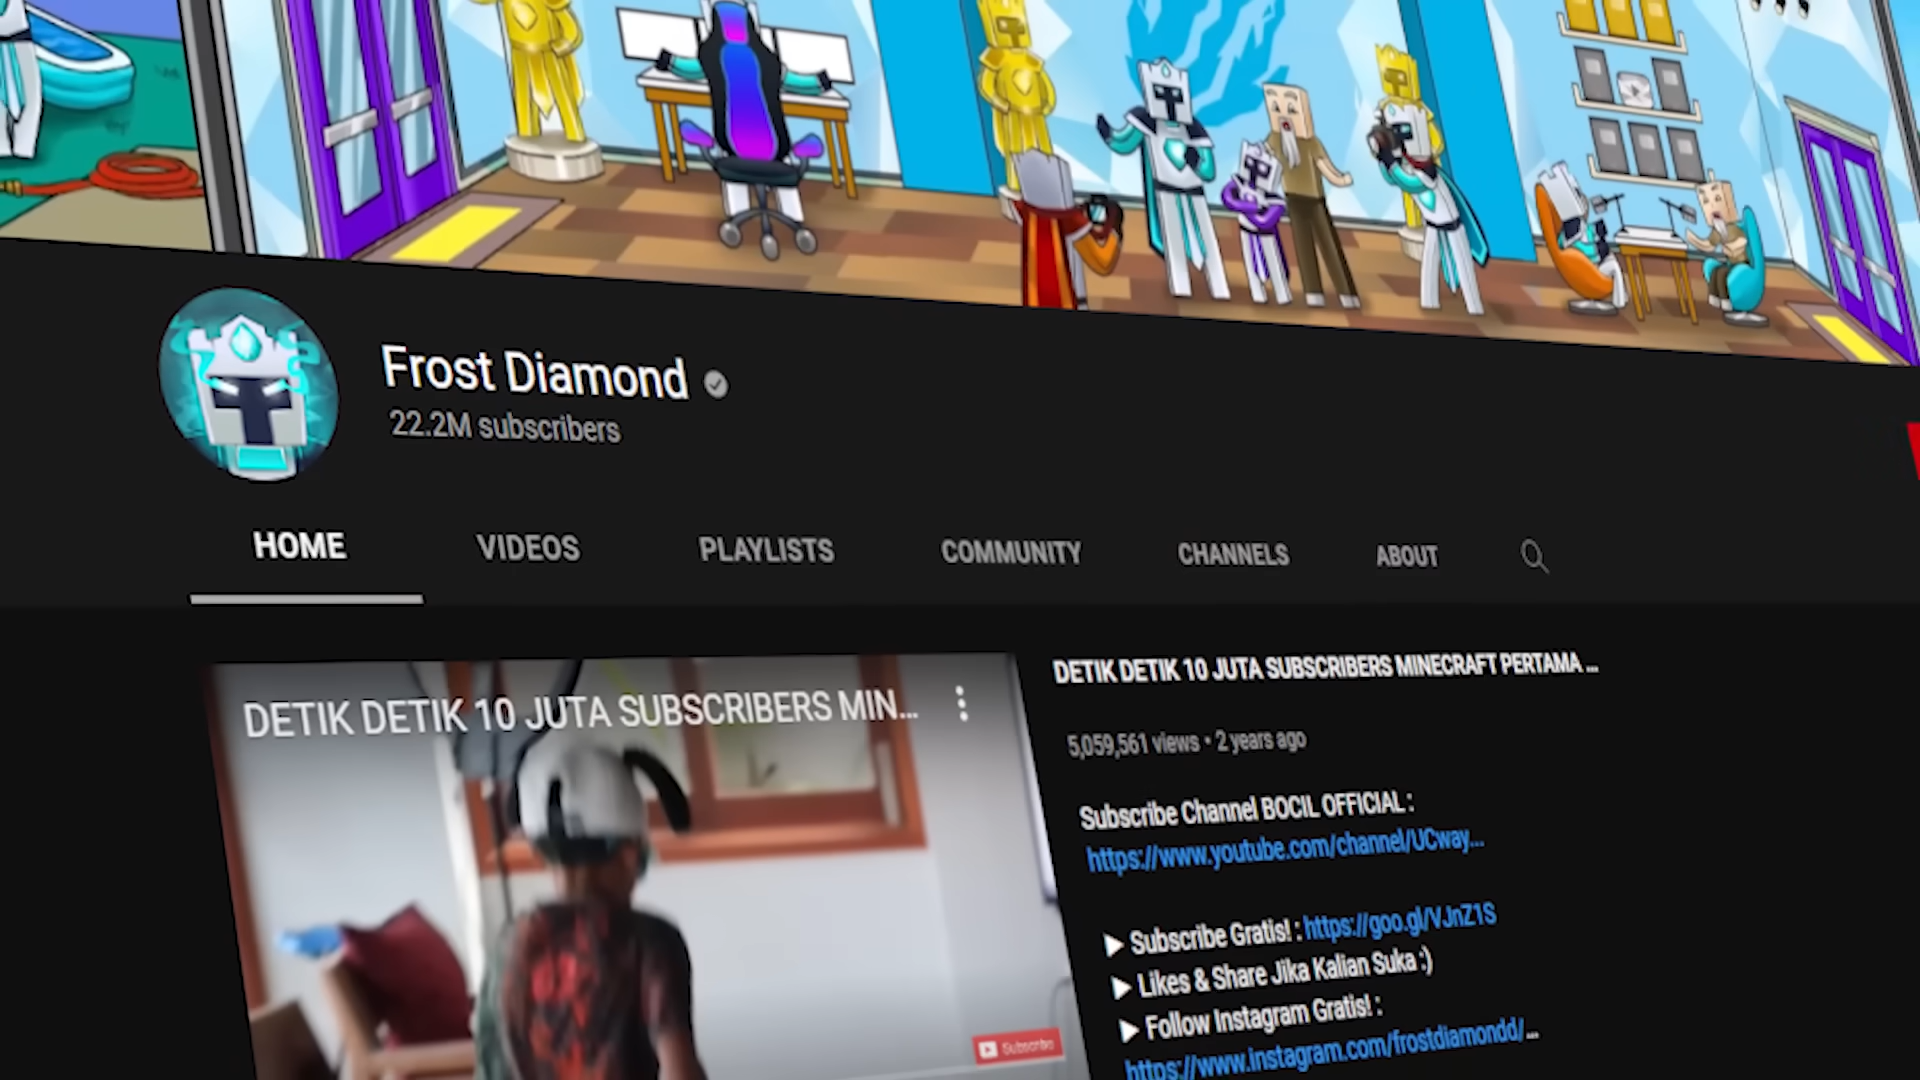 Frost Diamond
22.2M subscribers
HOME VIDEOS PLAYLISTS COMMUNITY CHANNELS ABOUT
DETIK DETIK 10 JUTA SUBSCRIBERS MIN...
DETIK DETIK 10 JUTA SUBSCRIBERS MINECRAFT PERTAMA ...
5,059,561 views • 2 years ago
Subscribe Channel BOCIL OFFICIAL :
https://www.youtube.com/channel/UCway...
▶ Subscribe Gratis! : https://goo.gl/VJnZ1S
▶ Likes & Share Jika Kalian Suka :)
▶ Follow Instagram Gratis! :
https://www.instagram.com/frostdiamondd/...
Subscribe